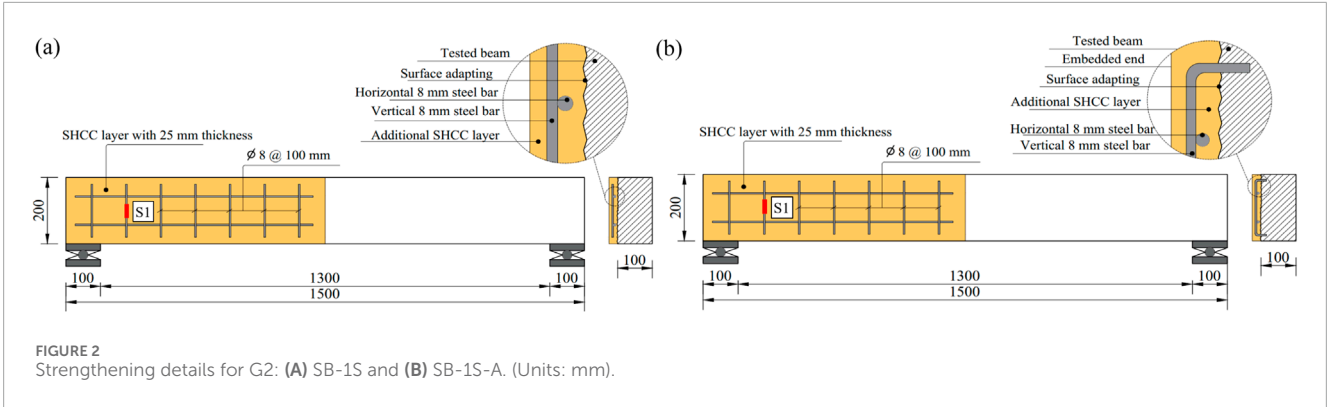 (a)
Tested beam
Surface adapting
Horizontal 8 mm steel bar
Vertical 8 mm steel bar
Additional SHCC layer
SHCC layer with 25 mm thickness
Ø 8 @ 100 mm
S1
200
100
100
1300
100
1500
(b)
Tested beam
Embedded end
Surface adapting
Additional SHCC layer
Horizontal 8 mm steel bar
Vertical 8 mm steel bar
SHCC layer with 25 mm thickness
Ø 8 @ 100 mm
S1
200
100
100
1300
100
1500
FIGURE 2
Strengthening details for G2: (A) SB-1S and (B) SB-1S-A. (Units: mm).